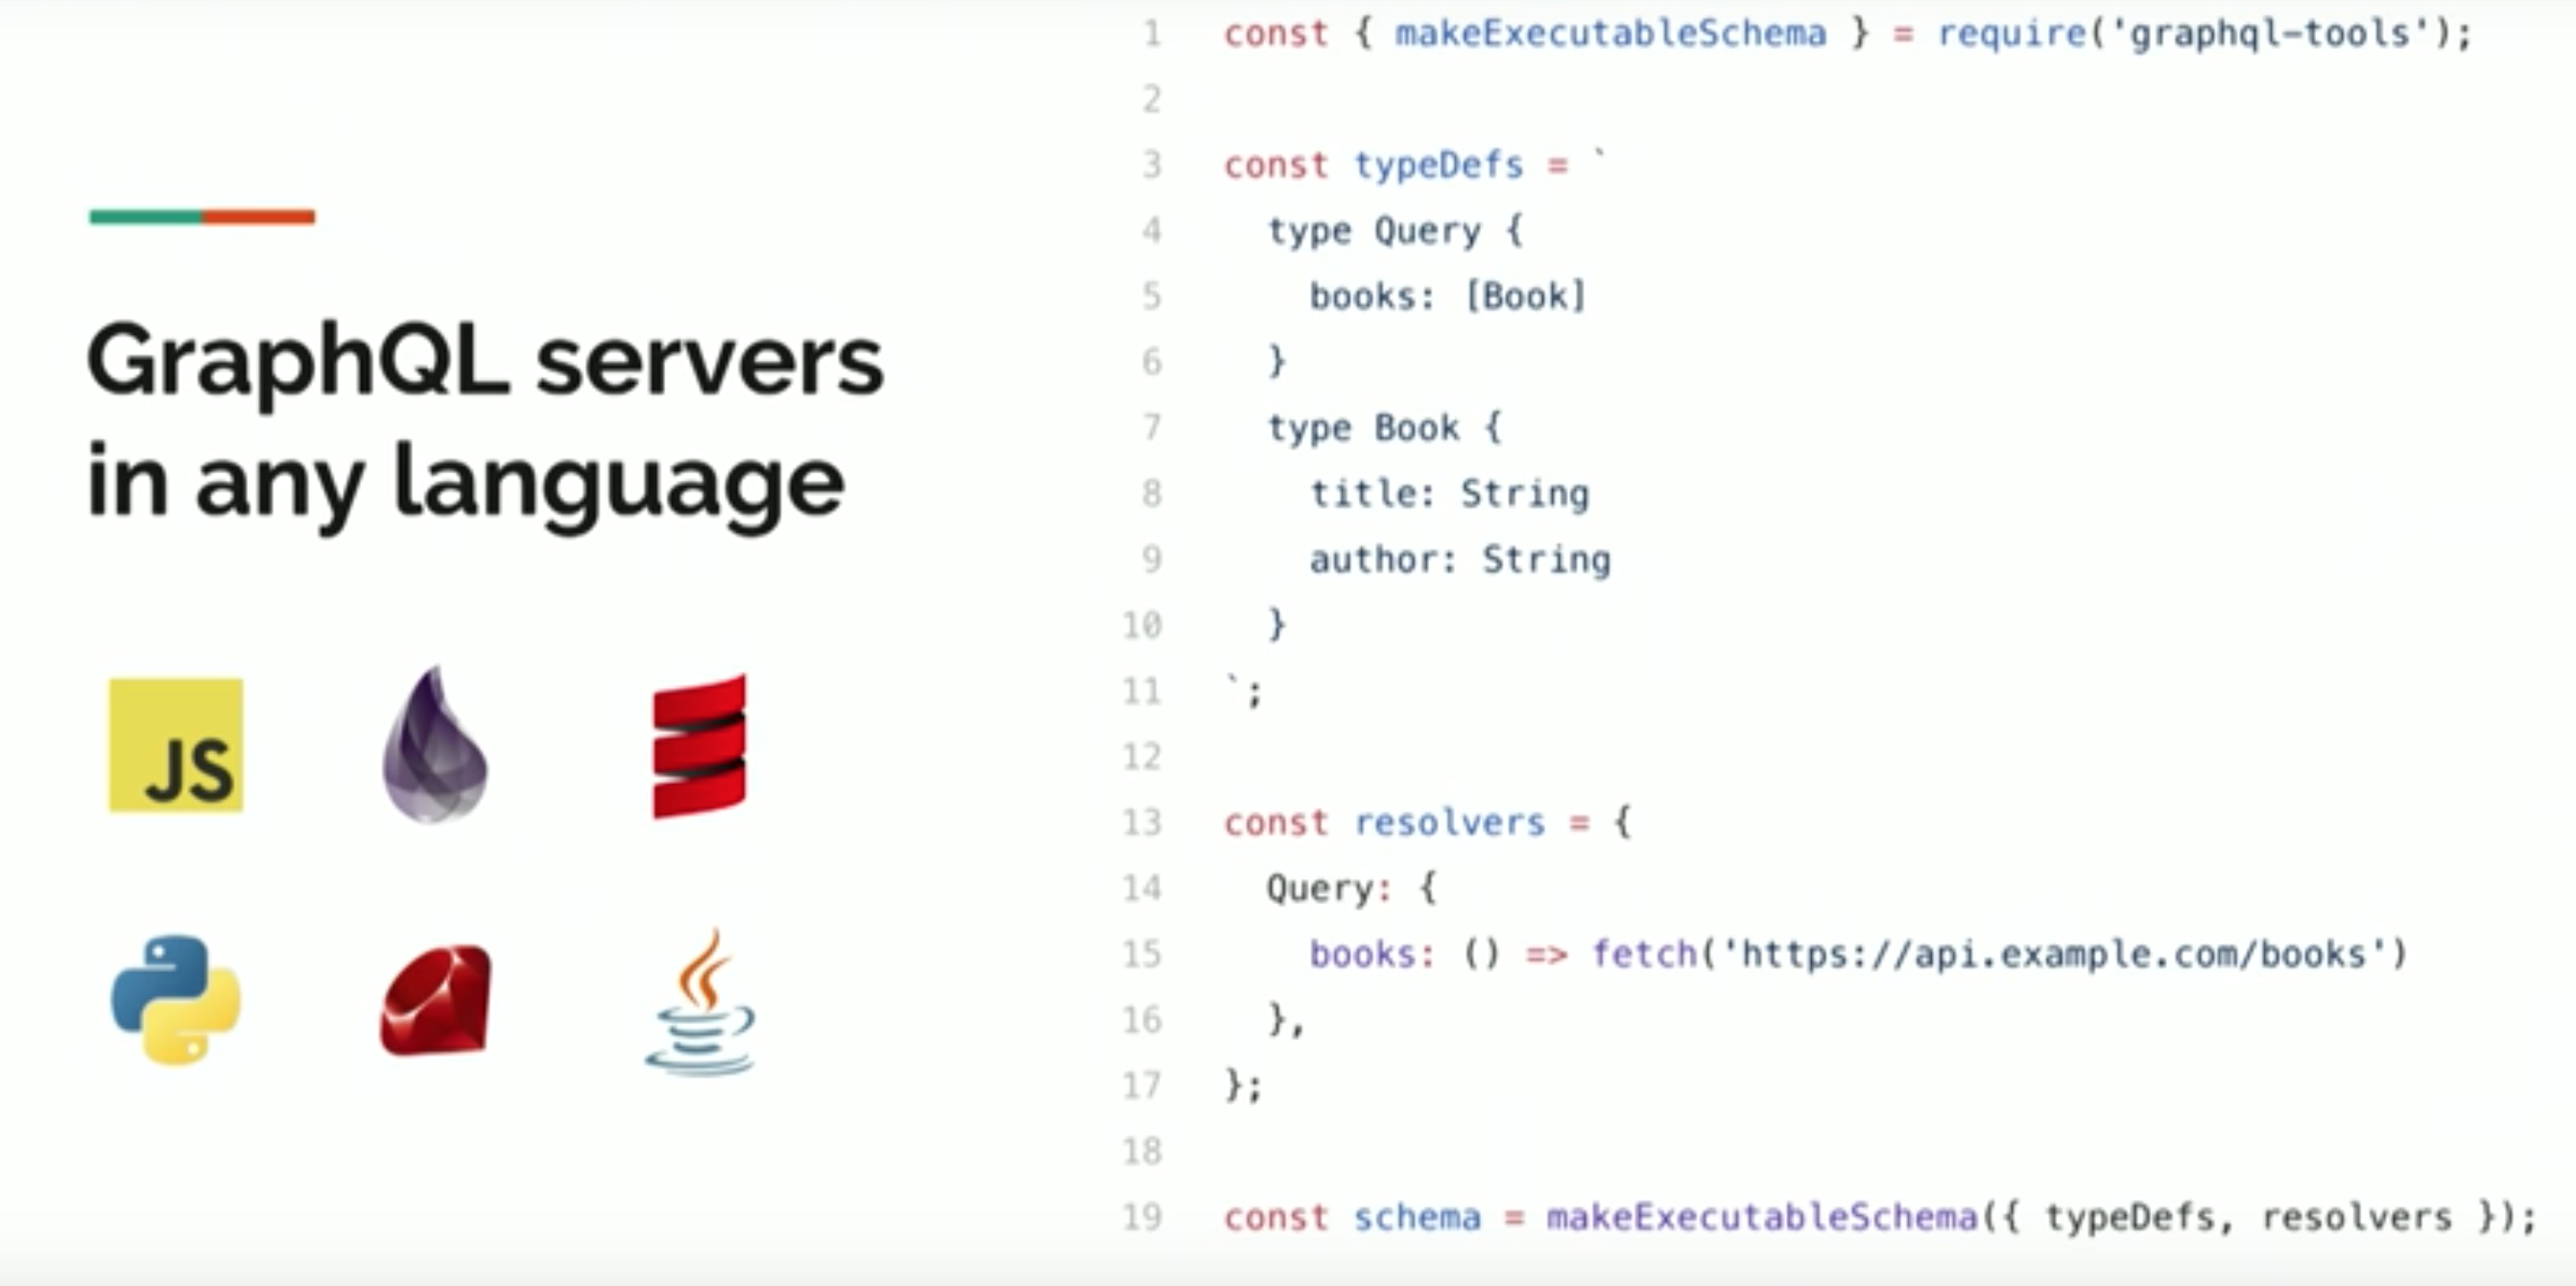 GraphQL servers
in any language
JS
1 const { makeExecutableSchema } = require('graphql-tools');
2
3 const typeDefs = `
4   type Query {
5     books: [Book]
6   }
7   type Book {
8     title: String
9     author: String
10   }
11 `;
12
13 const resolvers = {
14   Query: {
15     books: () => fetch('https://api.example.com/books')
16   },
17 };
18
19 const schema = makeExecutableSchema({ typeDefs, resolvers });